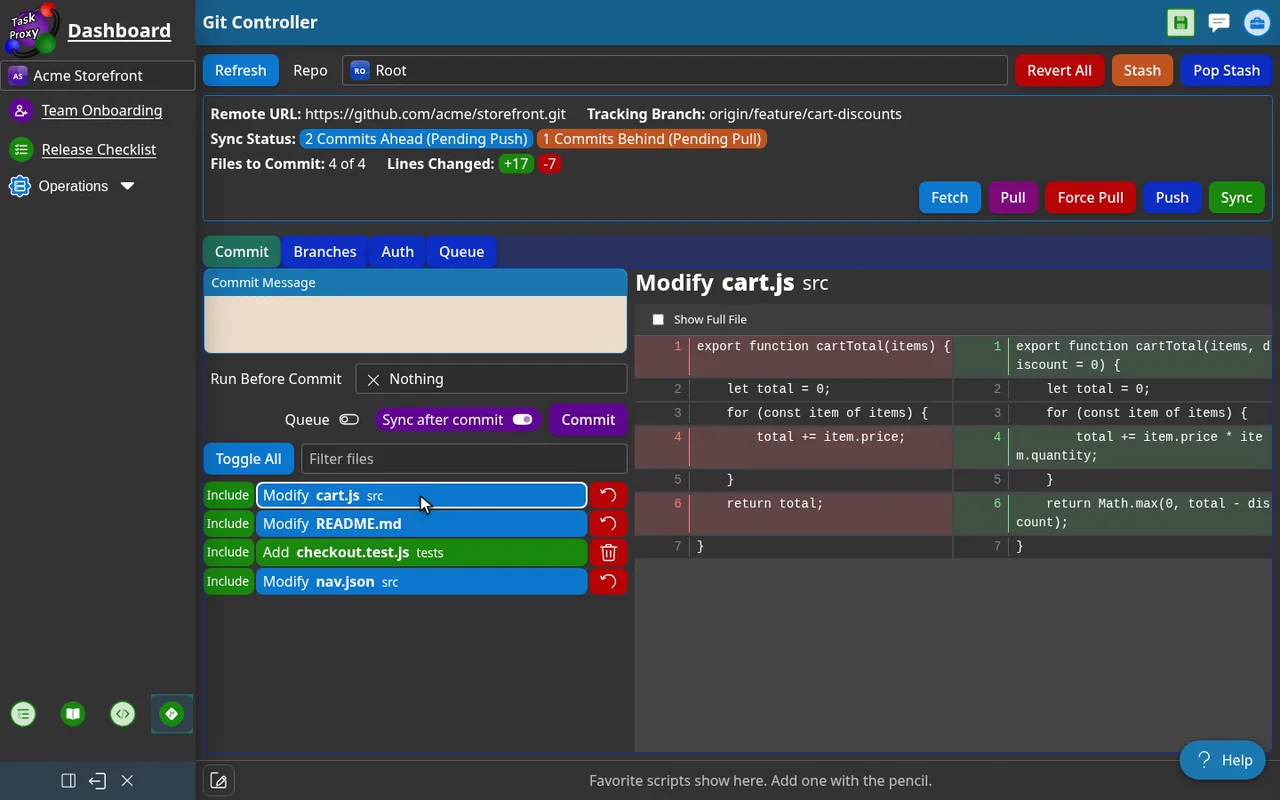 Task Proxy
Dashboard
AS Acme Storefront
Team Onboarding
Release Checklist
Operations
Git Controller
Refresh Repo RO Root Revert All Stash Pop Stash
Remote URL: https://github.com/acme/storefront.git Tracking Branch: origin/feature/cart-discounts
Sync Status: 2 Commits Ahead (Pending Push) 1 Commits Behind (Pending Pull)
Files to Commit: 4 of 4 Lines Changed: +17 -7
Fetch Pull Force Pull Push Sync
Commit Branches Auth Queue
Commit Message
Run Before Commit Nothing
Queue Sync after commit Commit
Toggle All Filter files
Include Modify cart.js src
Include Modify README.md
Include Add checkout.test.js tests
Include Modify nav.json src
Modify cart.js src
Show Full File
1 export function cartTotal(items) {
2 let total = 0;
3 for (const item of items) {
4 total += item.price;
5 }
6 return total;
7 }
1 export function cartTotal(items, d
iscount = 0) {
2 let total = 0;
3 for (const item of items) {
4 total += item.price * ite
m.quantity;
5 }
6 return Math.max(0, total - dis
count);
7 }
Help
Favorite scripts show here. Add one with the pencil.